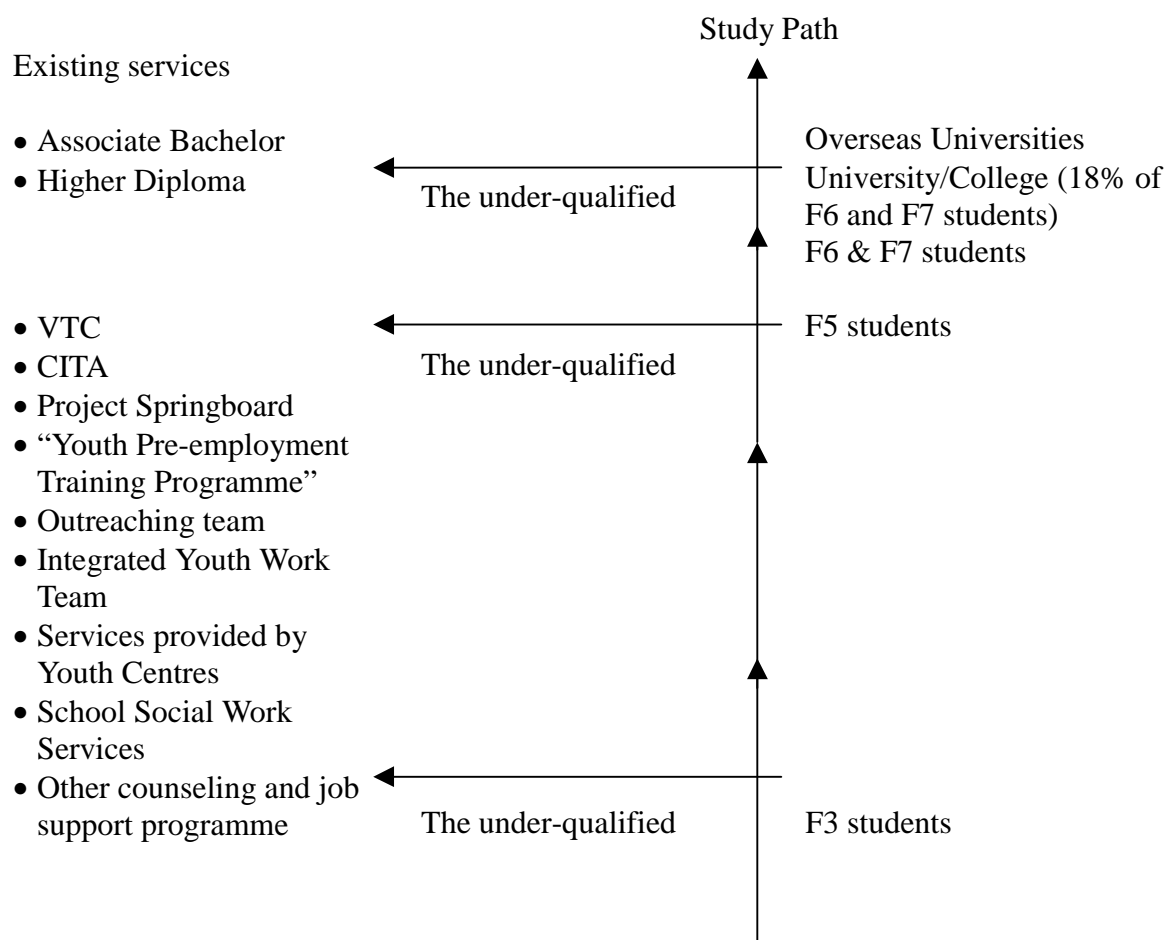 Study Path
Existing services
• Associate Bachelor
• Higher Diploma
The under-qualified
Overseas Universities
University/College (18% of
F6 and F7 students)
F6 & F7 students
• VTC
• CITA
• Project Springboard
• “Youth Pre-employment
Training Programme”
• Outreaching team
• Integrated Youth Work
Team
• Services provided by
Youth Centres
• School Social Work
Services
• Other counseling and job
support programme
The under-qualified
F5 students
The under-qualified
F3 students